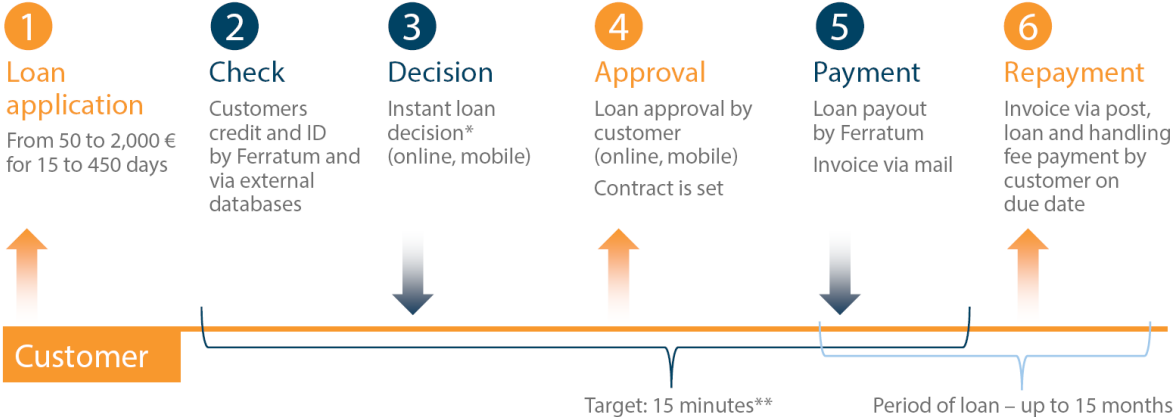 1
Loan
application
From 50 to 2,000 €
for 15 to 450 days
2
Check
Customers
credit and ID
by Ferratum and
via external
databases
3
Decision
Instant loan
decision*
(online, mobile)
4
Approval
Loan approval by
customer
(online, mobile)
Contract is set
5
Payment
Loan payout
by Ferratum
Invoice via mail
6
Repayment
Invoice via post,
loan and handling
fee payment by
customer on
due date
Customer
Target: 15 minutes**
Period of loan – up to 15 months